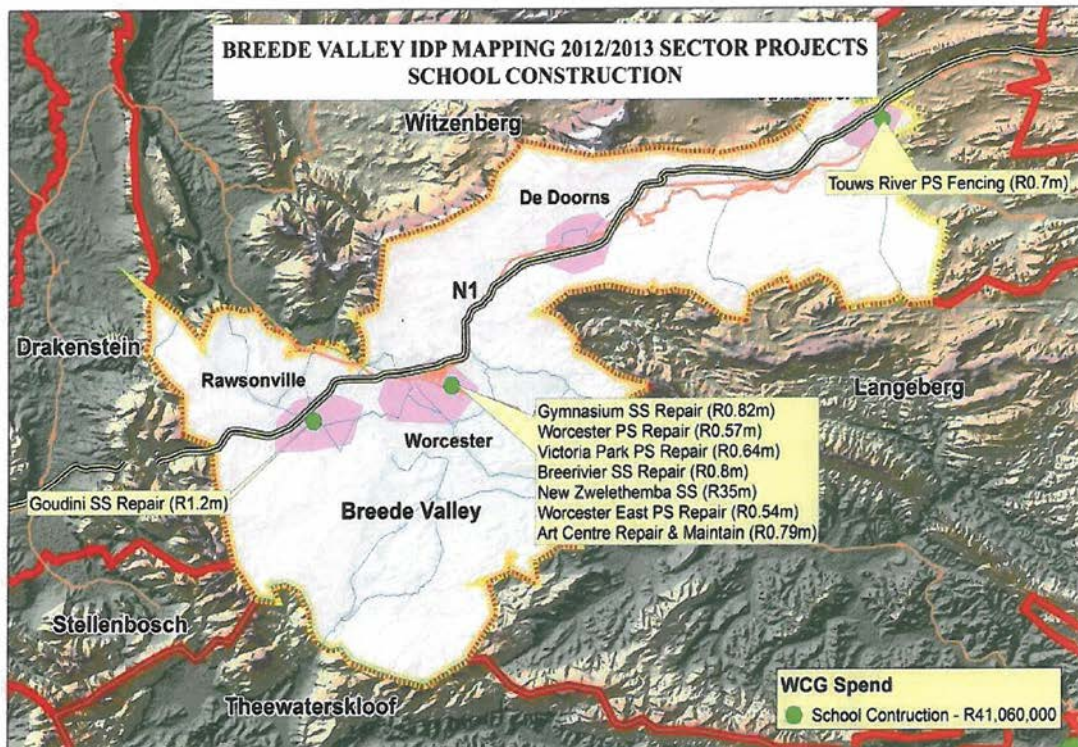 BREEDE VALLEY IDP MAPPING 2012/2013 SECTOR PROJECTS
SCHOOL CONSTRUCTION
Witzenberg
Touws River PS Fencing (R0.7m)
De Doorns
N1
Drakenstein
Rawsonville
Langeberg
Worcester
Gymnasium SS Repair (R0.82m)
Worcester PS Repair (R0.57m)
Victoria Park PS Repair (R0.64m)
Breerivier SS Repair (R0.8m)
New Zwelethemba SS (R35m)
Worcester East PS Repair (R0.54m)
Art Centre Repair & Maintain (R0.79m)
Goudini SS Repair (R1.2m)
Breede Valley
Stellenbosch
Theewaterskloof
WCG Spend
School Contruction - R41,060,000